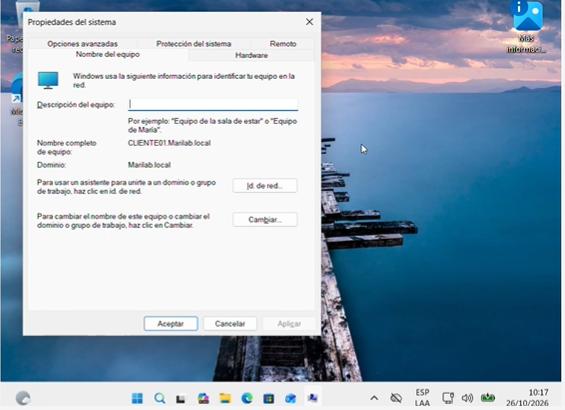 Propiedades del sistema
Opciones avanzadas Protección del sistema Remoto
Nombre del equipo Hardware
Windows usa la siguiente información para identificar tu equipo en la
red.
Descripción del equipo:
Por ejemplo: "Equipo de la sala de estar" o "Equipo
de María".
Nombre completo
de equipo:
CLIENTE01.Marilab.local
Dominio: Marilab.local
Para usar un asistente para unirte a un dominio o grupo
de trabajo, haz clic en id. de red.
Id. de red...
Para cambiar el nombre de este equipo o cambiar el
dominio o grupo de trabajo, haz clic en Cambiar.
Cambiar...
Aceptar Cancelar Aplicar
Más
informaci...
ESP
LAA
10:17
26/10/2026